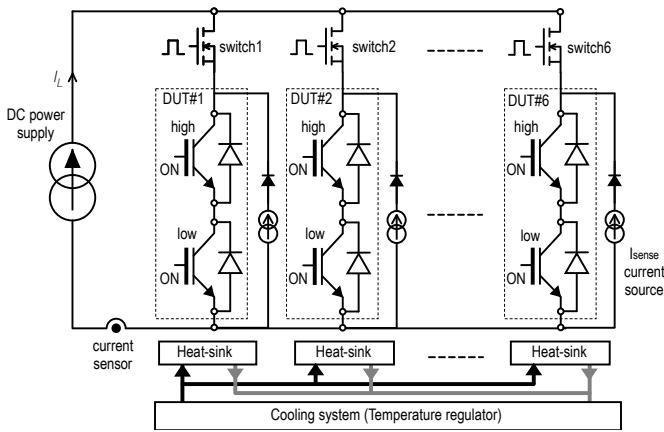 switch1
switch2
switch6
I_L
DC power
supply
DUT#1
DUT#2
DUT#6
high
high
high
ON
ON
ON
low
low
low
ON
ON
ON
Isense
current
source
current
sensor
Heat-sink
Heat-sink
Heat-sink
Cooling system (Temperature regulator)